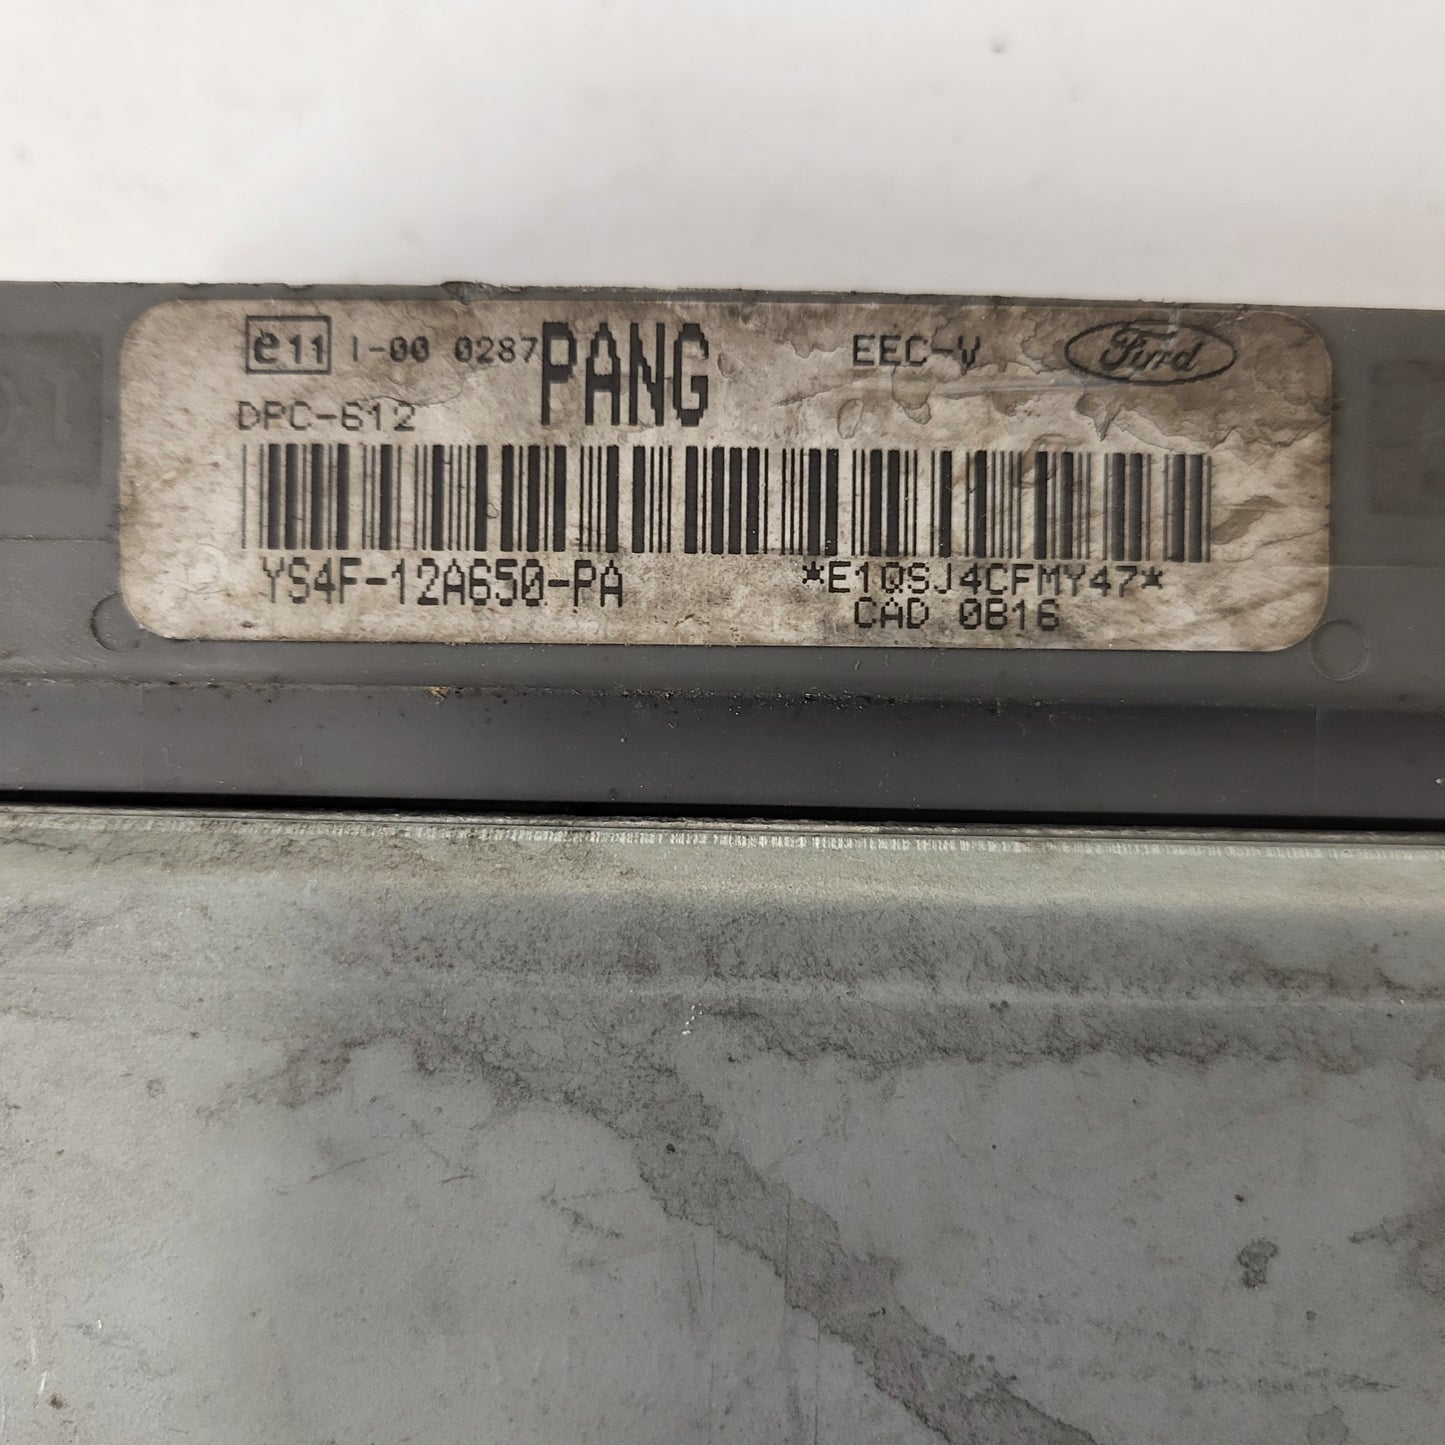 e11 I-00 0287 PANG EEC-V Ford
DPC-612
YS4F-12A650-PA *E1QSJ4CFMY47*
CAD 0B16